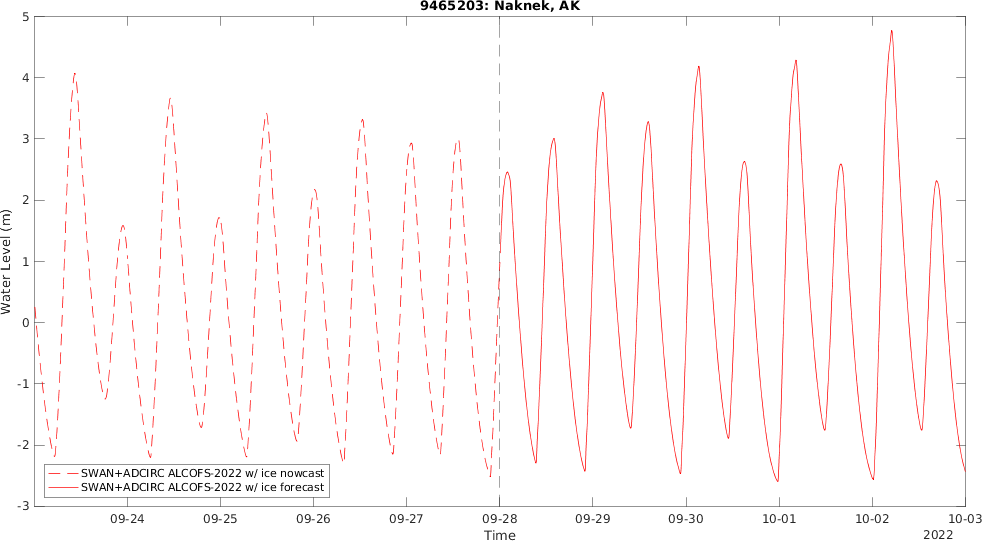 9465203: Naknek, AK
5
4
3
2
1
0
-1
-2
-3
Water Level (m)
SWAN+ADCIRC ALCOFS-2022 w/ ice nowcast
SWAN+ADCIRC ALCOFS-2022 w/ ice forecast
09-24 09-25 09-26 09-27 09-28 09-29 09-30 10-01 10-02 10-03
Time
2022